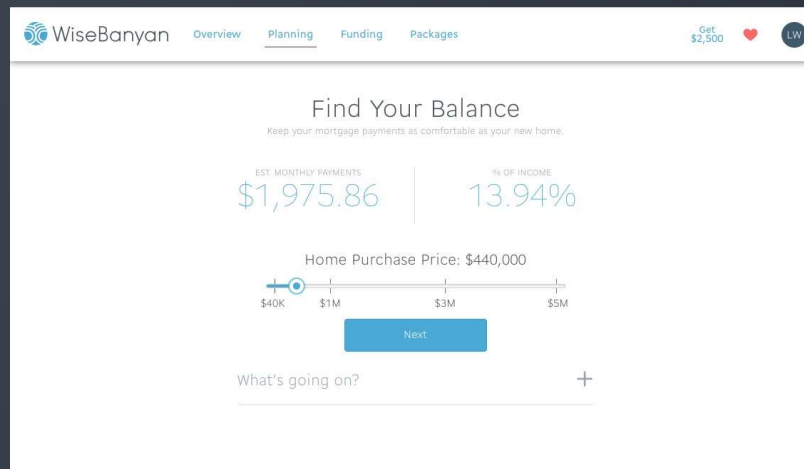 WiseBanyan Overview Planning Funding Packages Get $2,500 LW
Find Your Balance
Keep your mortgage payments as comfortable as your new home.
EST. MONTHLY PAYMENTS % OF INCOME
$1,975.86 13.94%
Home Purchase Price: $440,000
$40K $1M $3M $5M
Next
What's going on? +